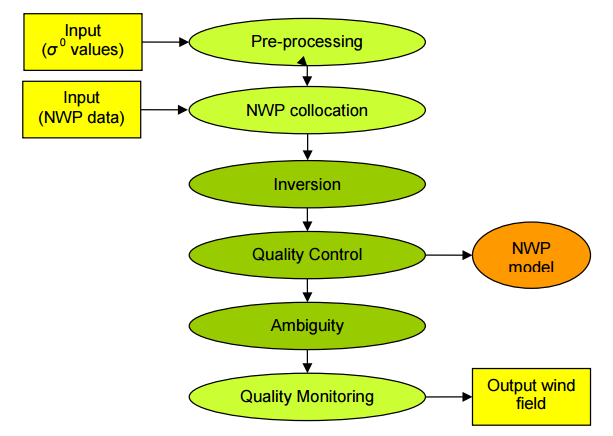 Input
(σ⁰ values)
Pre-processing
Input
(NWP data)
NWP collocation
Inversion
Quality Control
NWP
model
Ambiguity
Quality Monitoring
Output wind
field